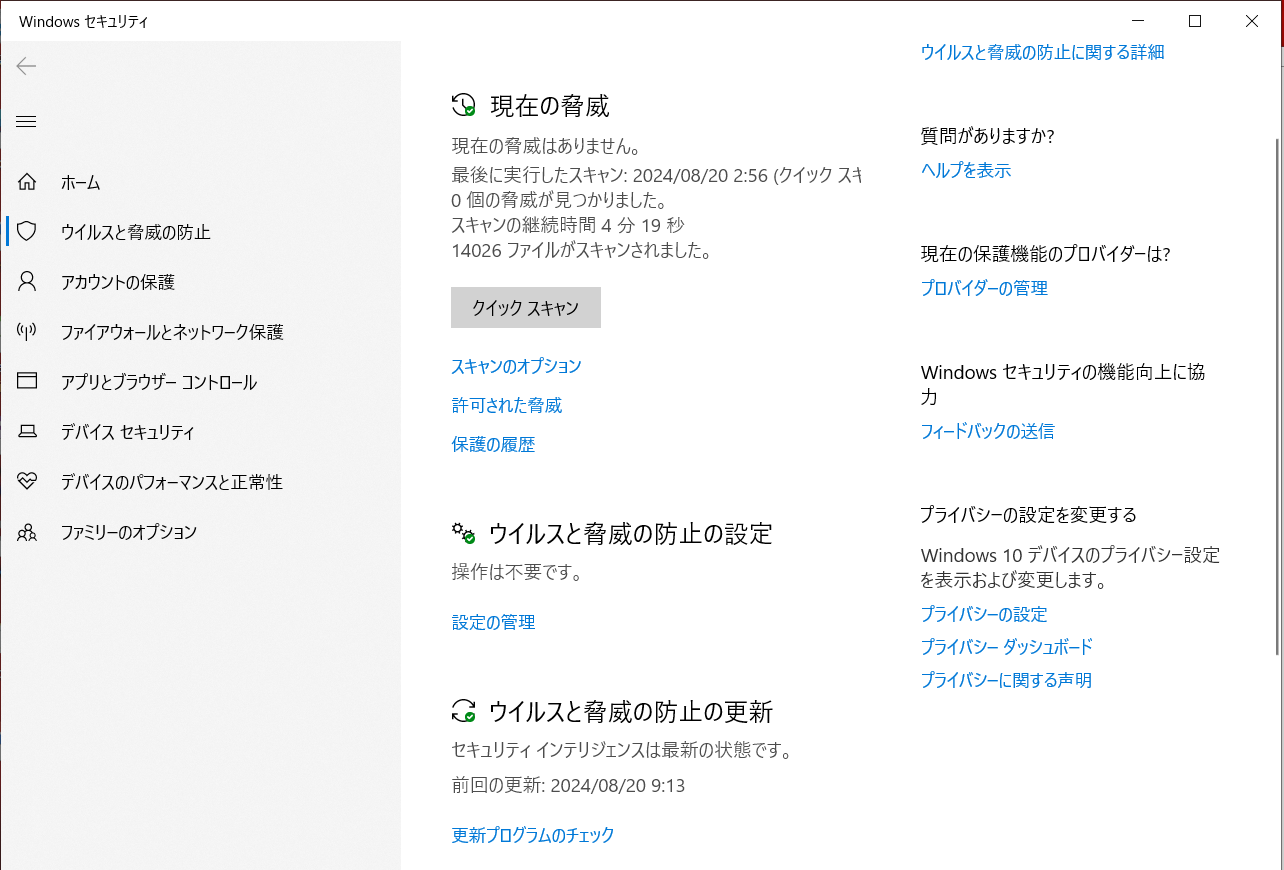 Windows セキュリティ
ホーム
ウイルスと脅威の防止
アカウントの保護
ファイアウォールとネットワーク保護
アプリとブラウザー コントロール
デバイス セキュリティ
デバイスのパフォーマンスと正常性
ファミリーのオプション
現在の脅威
現在の脅威はありません。
最後に実行したスキャン: 2024/08/20 2:56 (クイック スキ
0 個の脅威が見つかりました。
スキャンの継続時間 4 分 19 秒
14026 ファイルがスキャンされました。
クイック スキャン
スキャンのオプション
許可された脅威
保護の履歴
ウイルスと脅威の防止の設定
操作は不要です。
設定の管理
ウイルスと脅威の防止の更新
セキュリティ インテリジェンスは最新の状態です。
前回の更新: 2024/08/20 9:13
更新プログラムのチェック
ウイルスと脅威の防止に関する詳細
質問がありますか?
ヘルプを表示
現在の保護機能のプロバイダーは?
プロバイダーの管理
Windows セキュリティの機能向上に協
力
フィードバックの送信
プライバシーの設定を変更する
Windows 10 デバイスのプライバシー設定
を表示および変更します。
プライバシーの設定
プライバシー ダッシュボード
プライバシーに関する声明